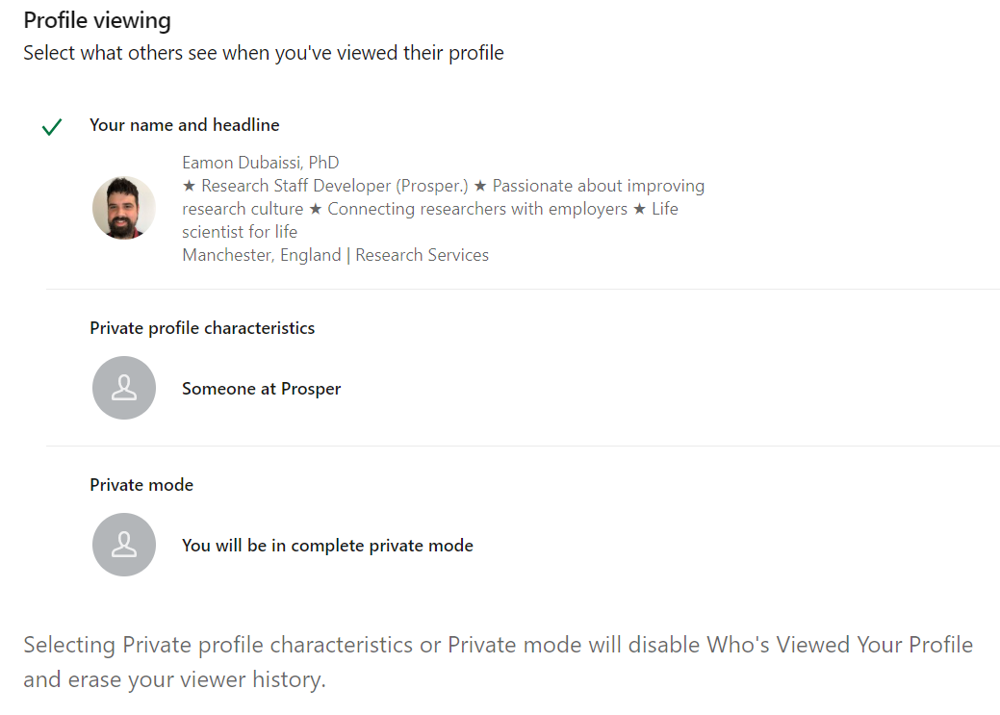 Profile viewing
Select what others see when you've viewed their profile
Your name and headline
Eamon Dubaissi, PhD
★ Research Staff Developer (Prosper.) ★ Passionate about improving
research culture ★ Connecting researchers with employers ★ Life
scientist for life
Manchester, England | Research Services
Private profile characteristics
Someone at Prosper
Private mode
You will be in complete private mode
Selecting Private profile characteristics or Private mode will disable Who's Viewed Your Profile
and erase your viewer history.